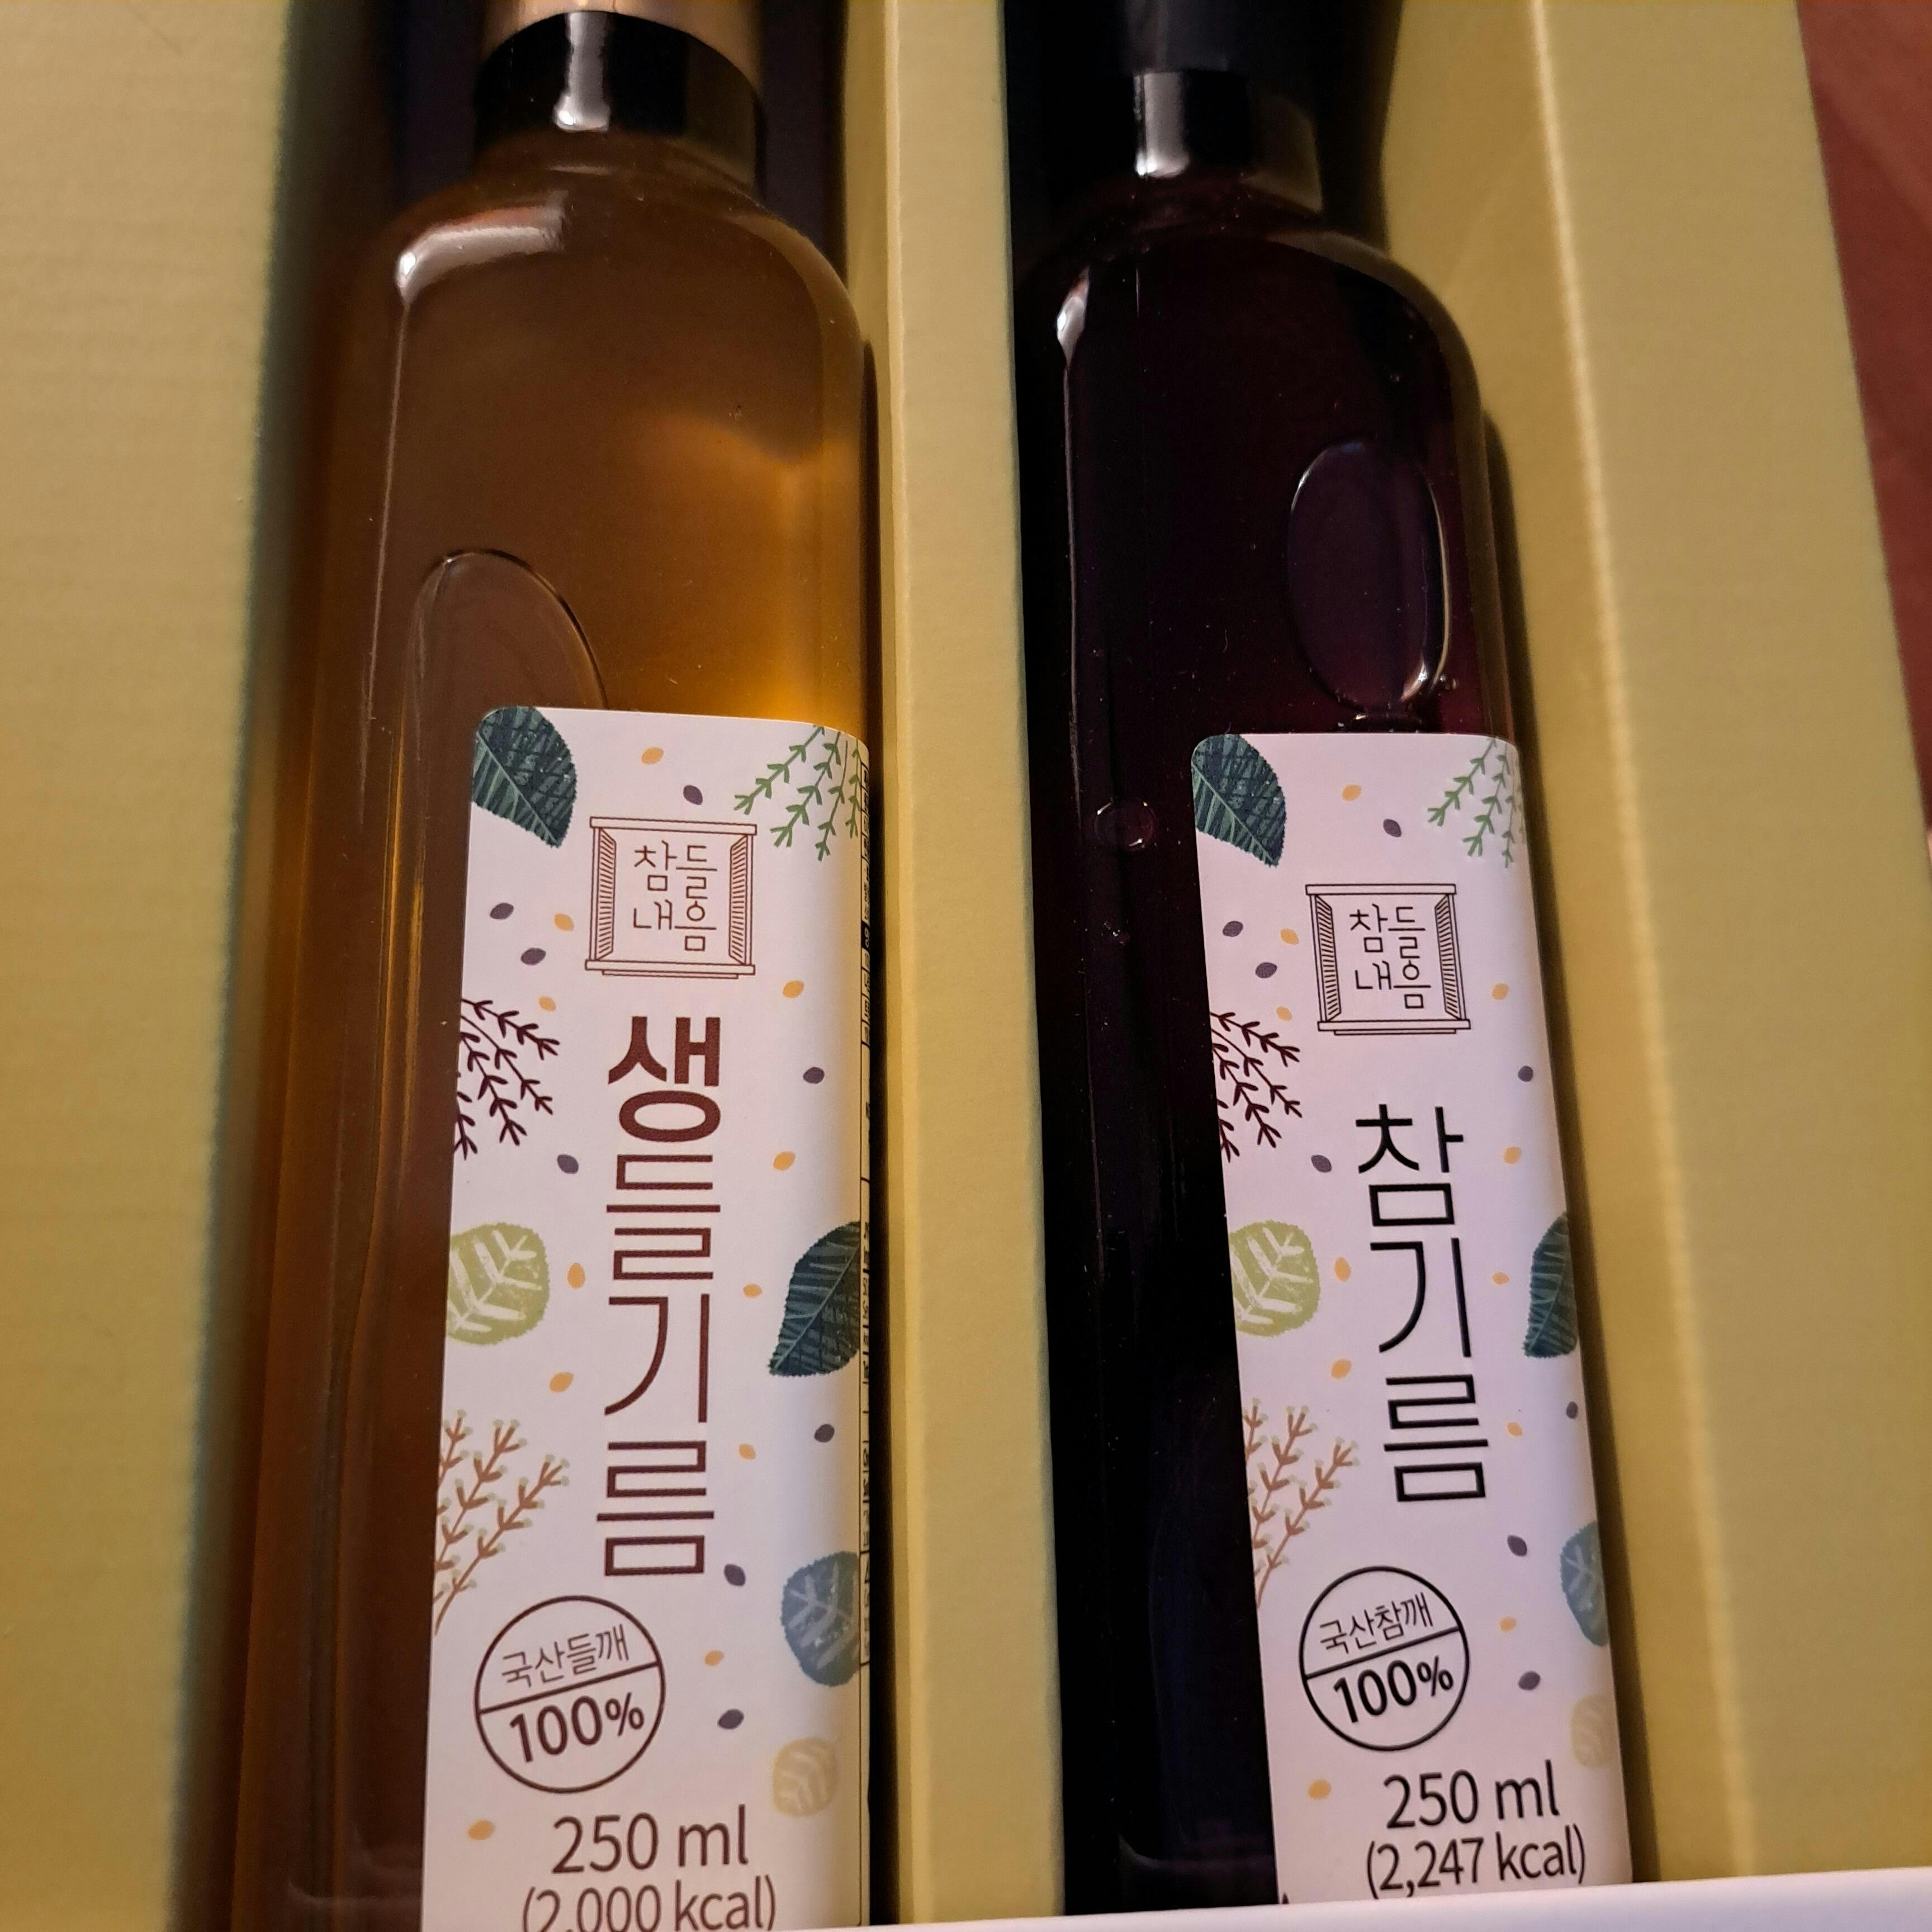 참들
내음
생들기름
국산들깨
100%
250 ml
(2,000 kcal)
참들
내음
참기름
국산참깨
100%
250 ml
(2,247 kcal)